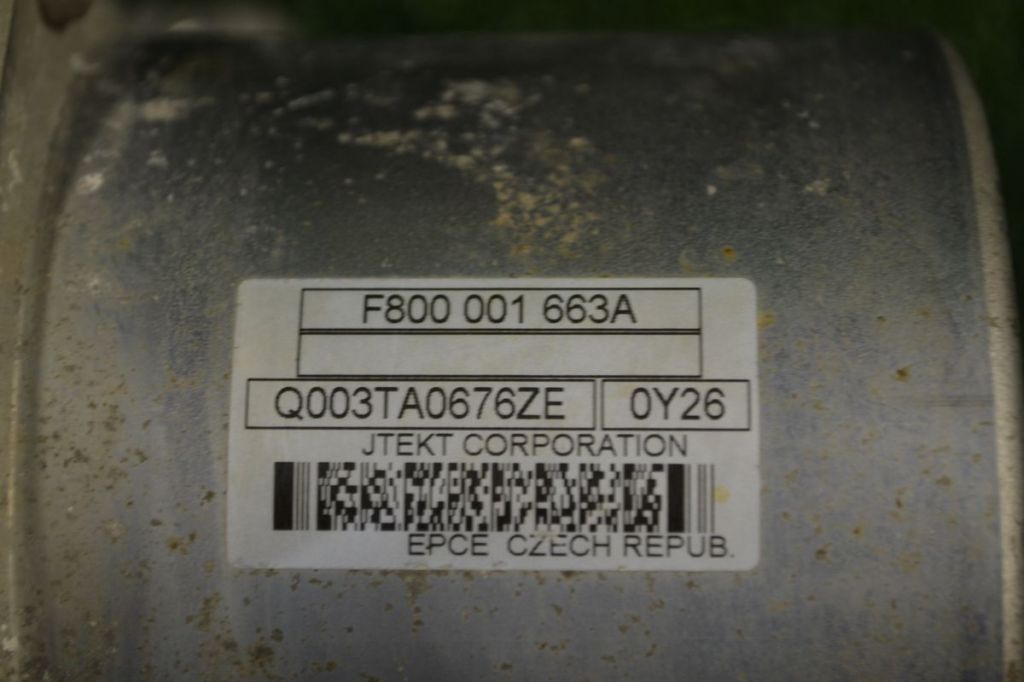 F800 001 663A
Q003TA0676ZE 0Y26
JTEKT CORPORATION
EPCE CZECH REPUB.